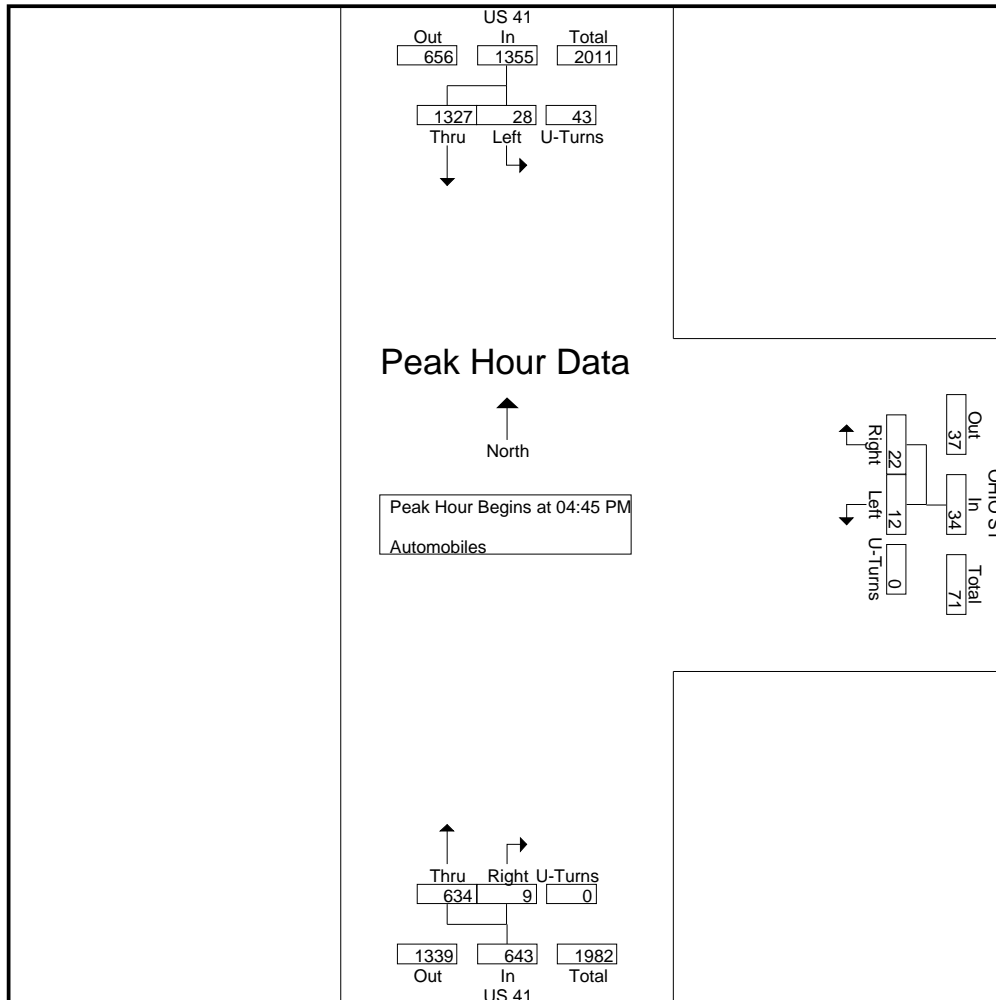 US 41
Out In Total
656 1355 2011
1327 28 43
Thru Left U-Turns
Peak Hour Data
North
Peak Hour Begins at 04:45 PM
Automobiles
Right Left U-Turns
22 12 0
Out In Total
37 34 71
Thru Right U-Turns
634 9 0
1339 643 1982
Out In Total
US 41